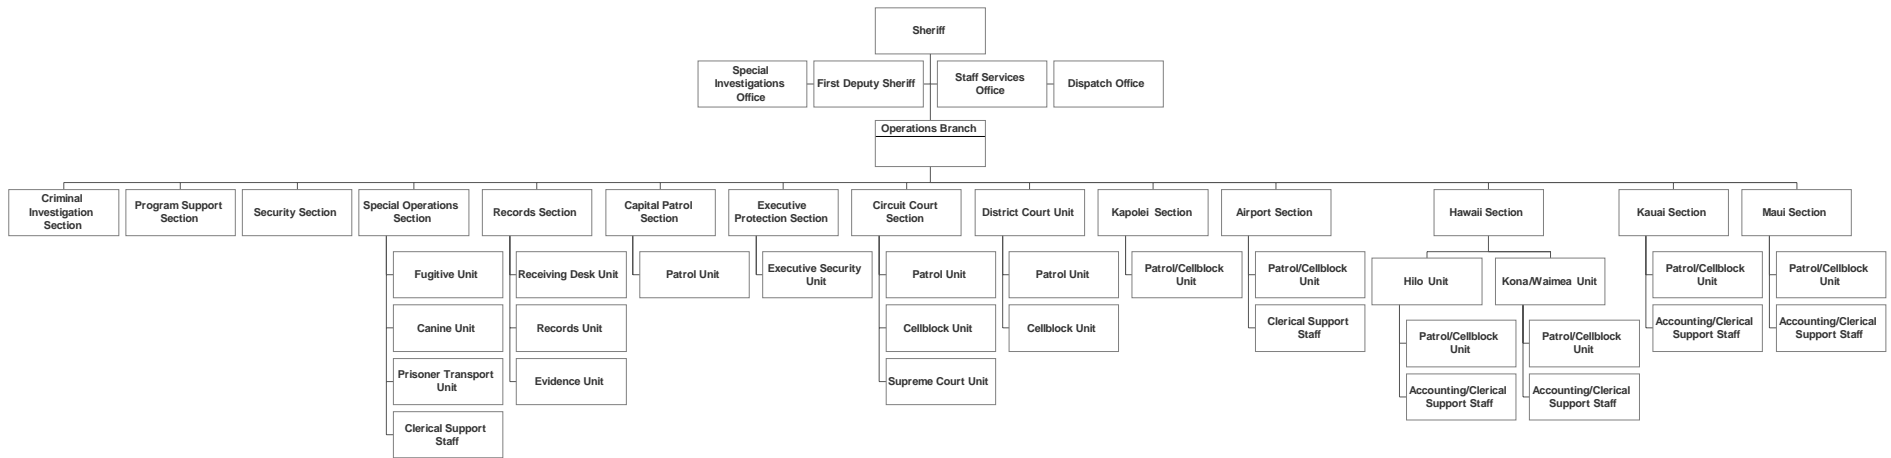 Sheriff
Special
Investigations
Office
First Deputy Sheriff
Staff Services
Office
Dispatch Office
Operations Branch
Criminal
Investigation
Section
Program Support
Section
Security Section
Special Operations
Section
Records Section
Capital Patrol
Section
Executive
Protection Section
Circuit Court
Section
District Court Unit
Kapolei Section
Airport Section
Hawaii Section
Kauai Section
Maui Section
Fugitive Unit
Canine Unit
Prisoner Transport
Unit
Clerical Support
Staff
Receiving Desk Unit
Records Unit
Evidence Unit
Patrol Unit
Executive Security
Unit
Patrol Unit
Cellblock Unit
Supreme Court Unit
Patrol Unit
Cellblock Unit
Patrol/Cellblock
Unit
Patrol/Cellblock
Unit
Clerical Support
Staff
Hilo Unit
Patrol/Cellblock
Unit
Accounting/Clerical
Support Staff
Kona/Waimea Unit
Patrol/Cellblock
Unit
Accounting/Clerical
Support Staff
Patrol/Cellblock
Unit
Accounting/Clerical
Support Staff
Patrol/Cellblock
Unit
Accounting/Clerical
Support Staff